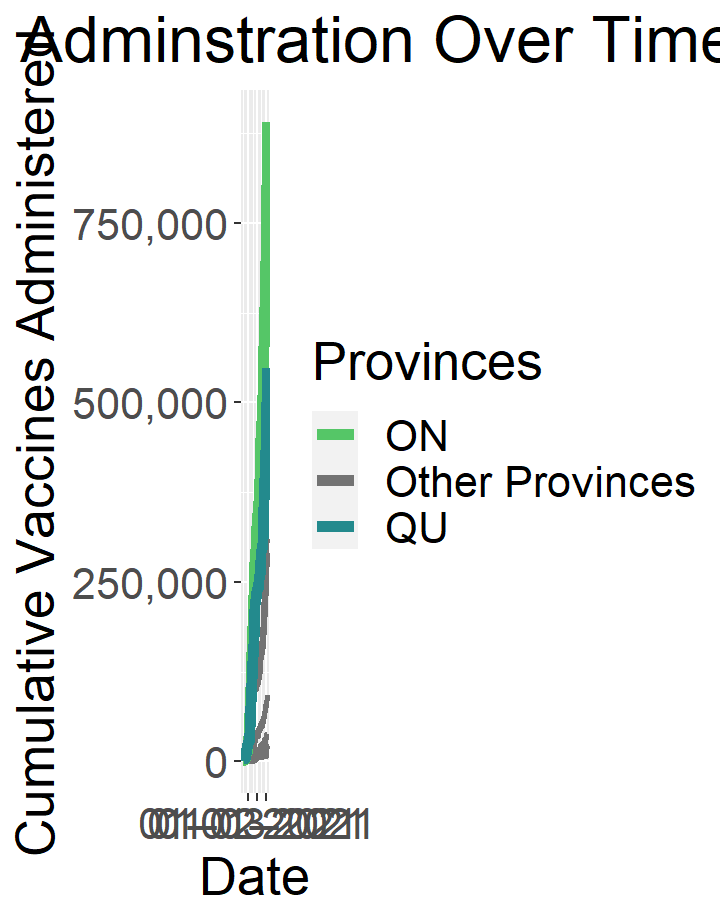 Adminstration Over Time
Cumulative Vaccines Administered
750,000
500,000
250,000
0
Provinces
ON
Other Provinces
QU
Date